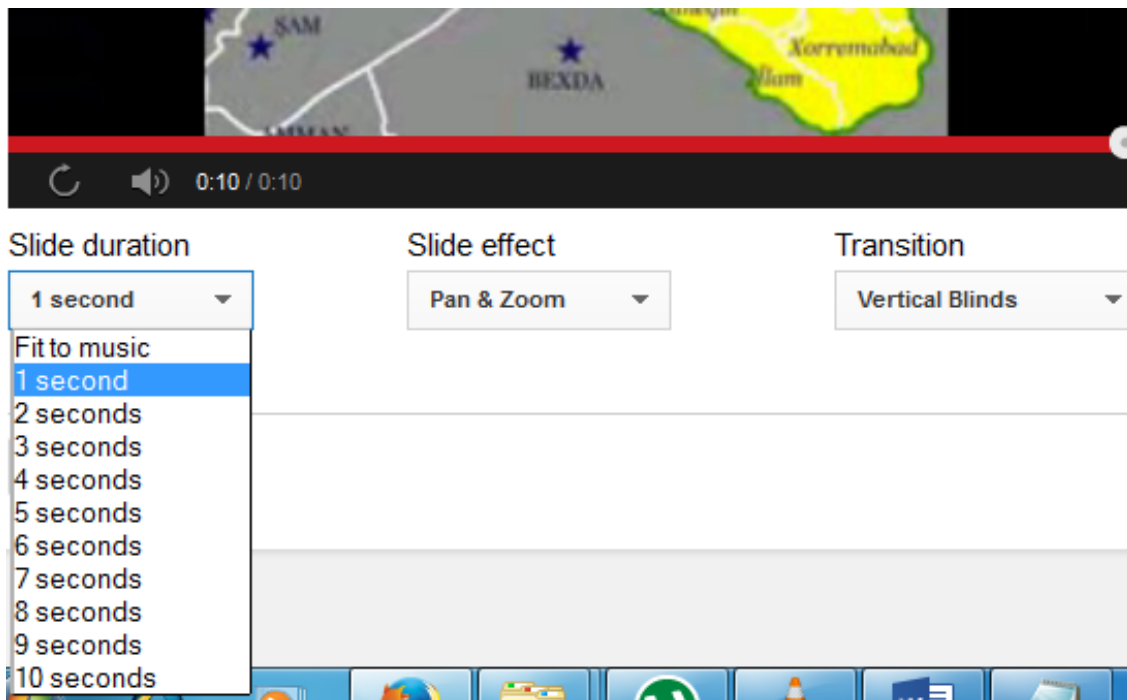 SAM
Xorremabad
BEXDA
Ilam
AMMAN
0:10 / 0:10
Slide duration
Slide effect
Transition
1 second
Pan & Zoom
Vertical Blinds
Fit to music
1 second
2 seconds
3 seconds
4 seconds
5 seconds
6 seconds
7 seconds
8 seconds
9 seconds
10 seconds